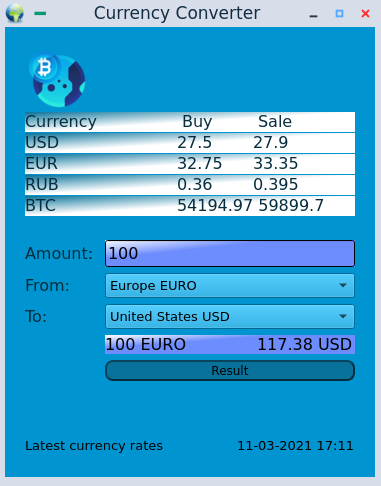 Currency Converter
Currency Buy Sale
USD 27.5 27.9
EUR 32.75 33.35
RUB 0.36 0.395
BTC 54194.97 59899.7
Amount: 100
From: Europe EURO
To: United States USD
100 EURO 117.38 USD
Result
Latest currency rates 11-03-2021 17:11